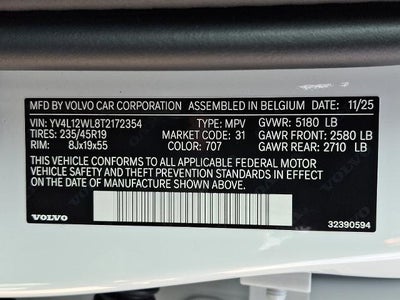 MFD BY VOLVO CAR CORPORATION ASSEMBLED IN BELGIUM DATE: 11/25
VIN: YV4L12WL8T2172354 TYPE: MPV GVWR: 5180 LB
TIRES: 235/45R19 MARKET CODE: 31 GAWR FRONT: 2580 LB
RIM: 8Jx19x55 COLOR: 707 GAWR REAR: 2710 LB
THIS VEHICLE CONFORMS TO ALL APPLICABLE FEDERAL MOTOR
VEHICLE SAFETY AND THEFT PREVENTION STANDARDS IN EFFECT
ON THE DATE OF MANUFACTURE SHOWN ABOVE.
VOLVO
32390594